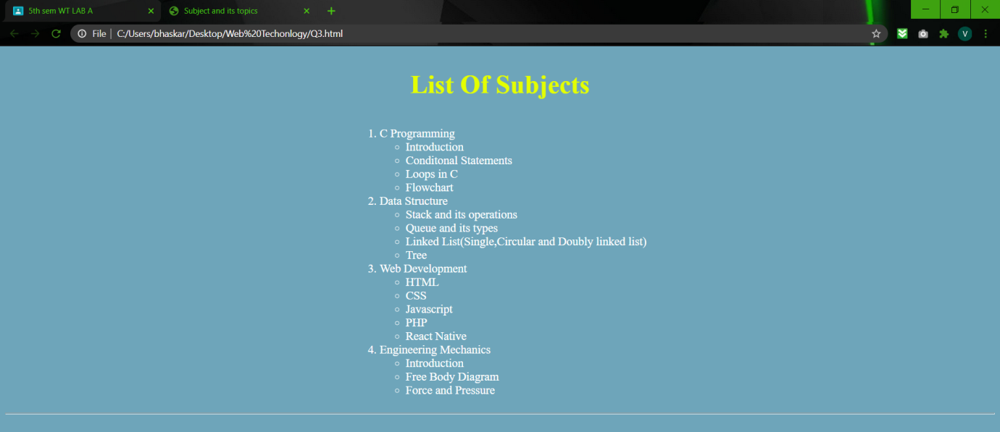 5th sem WT LAB A
Subject and its topics
File | C:/Users/bhaskar/Desktop/Web%20Techonlogy/Q3.html
V
List Of Subjects
1. C Programming
Introduction
Conditonal Statements
Loops in C
Flowchart
2. Data Structure
Stack and its operations
Queue and its types
Linked List(Single,Circular and Doubly linked list)
Tree
3. Web Development
HTML
CSS
Javascript
PHP
React Native
4. Engineering Mechanics
Introduction
Free Body Diagram
Force and Pressure